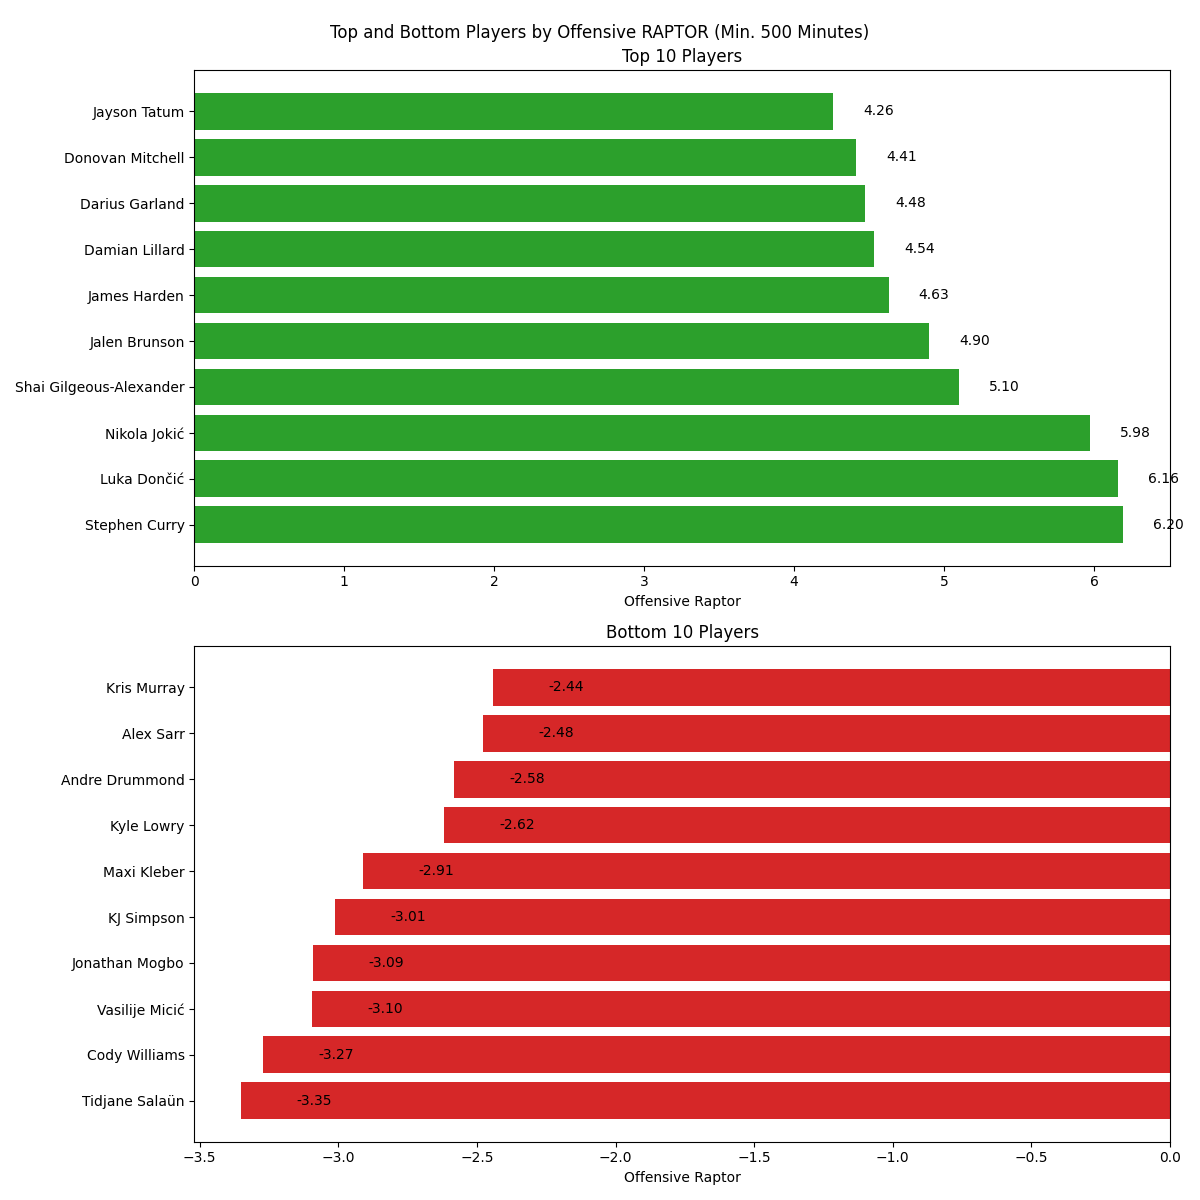 Top and Bottom Players by Offensive RAPTOR (Min. 500 Minutes)
Top 10 Players
Jayson Tatum 4.26
Donovan Mitchell 4.41
Darius Garland 4.48
Damian Lillard 4.54
James Harden 4.63
Jalen Brunson 4.90
Shai Gilgeous-Alexander 5.10
Nikola Jokić 5.98
Luka Dončić 6.16
Stephen Curry 6.20
0 1 2 3 4 5 6
Offensive Raptor
Bottom 10 Players
Kris Murray -2.44
Alex Sarr -2.48
Andre Drummond -2.58
Kyle Lowry -2.62
Maxi Kleber -2.91
KJ Simpson -3.01
Jonathan Mogbo -3.09
Vasilije Micić -3.10
Cody Williams -3.27
Tidjane Salaün -3.35
−3.5 −3.0 −2.5 −2.0 −1.5 −1.0 −0.5 0.0
Offensive Raptor